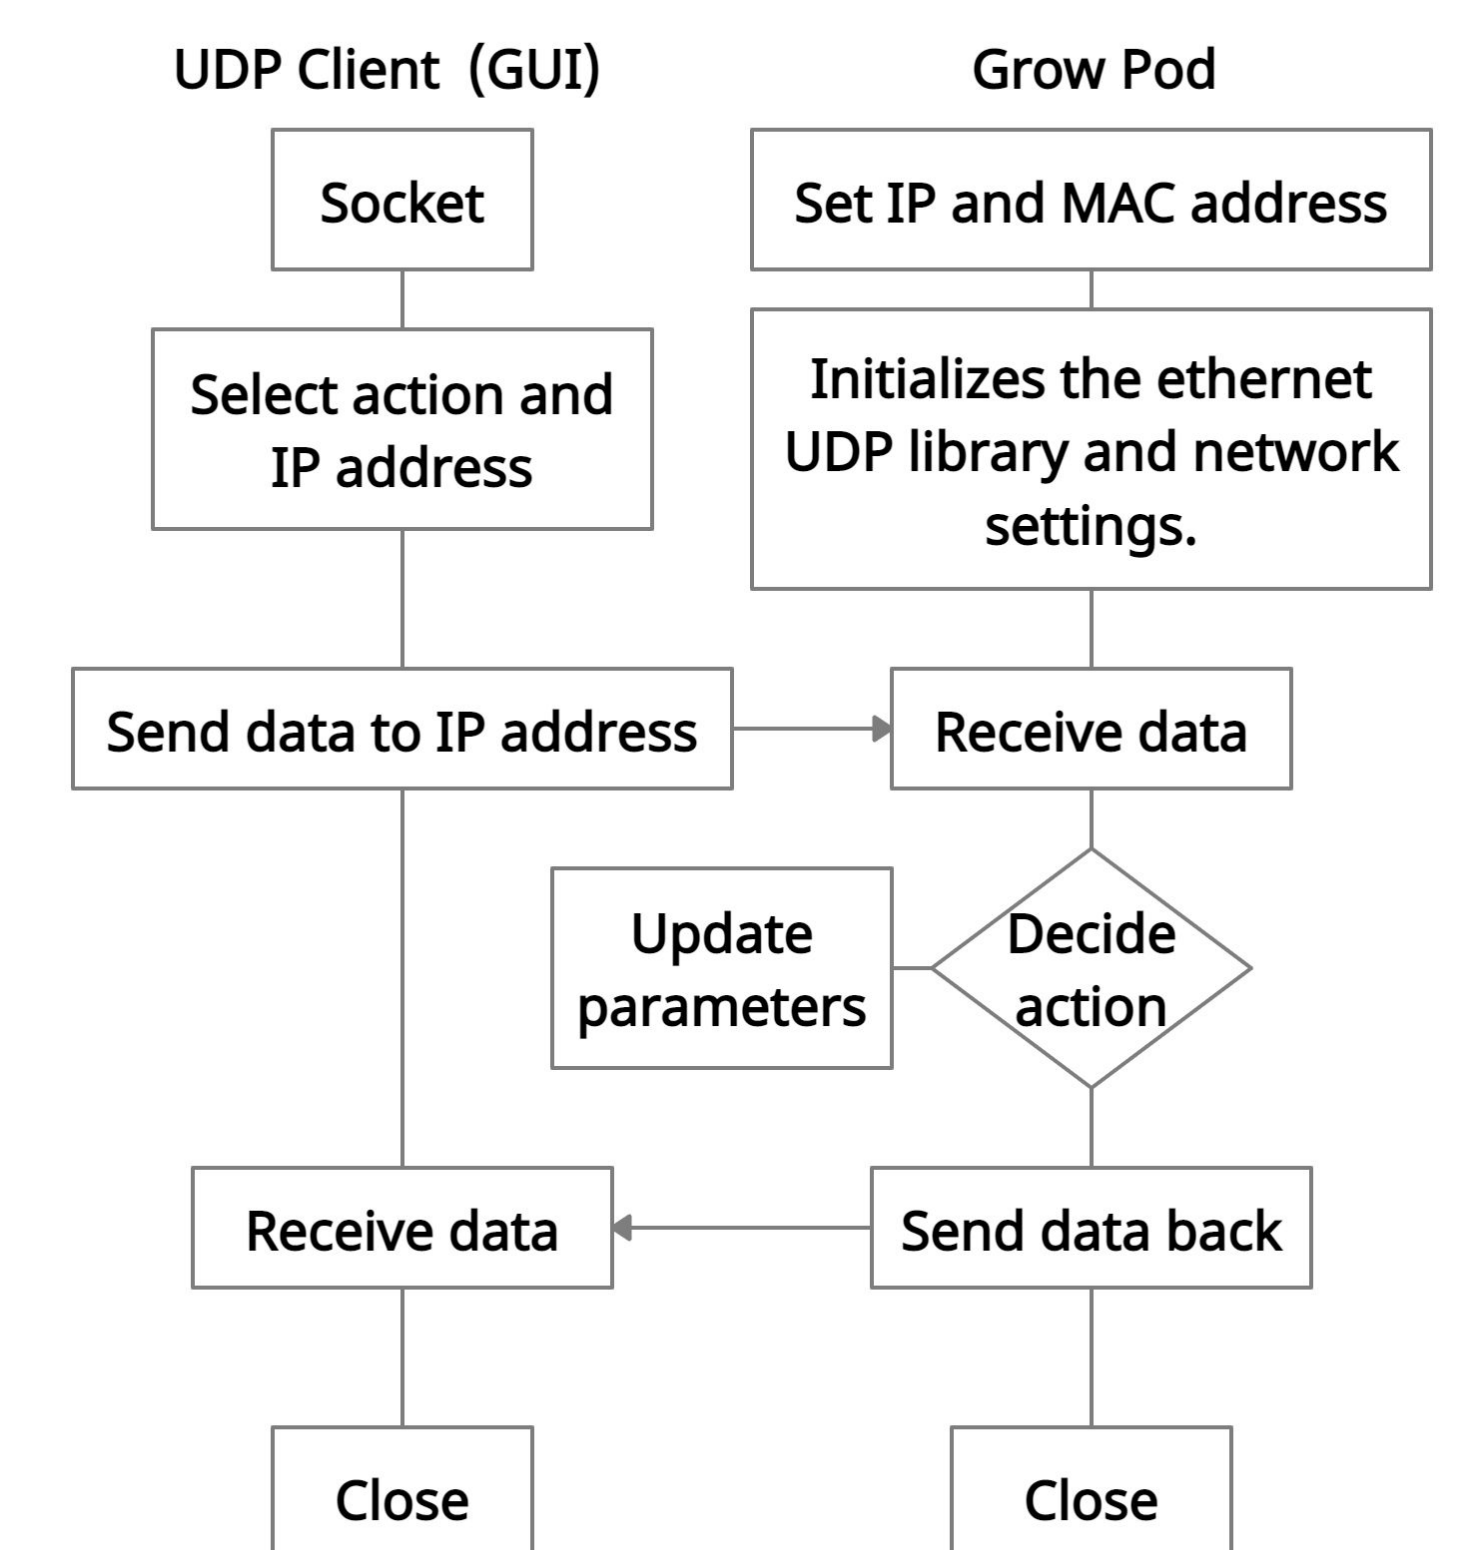 UDP Client (GUI)
Grow Pod
Socket
Set IP and MAC address
Select action and
IP address
Initializes the ethernet
UDP library and network
settings.
Send data to IP address
Receive data
Update
parameters
Decide
action
Receive data
Send data back
Close
Close